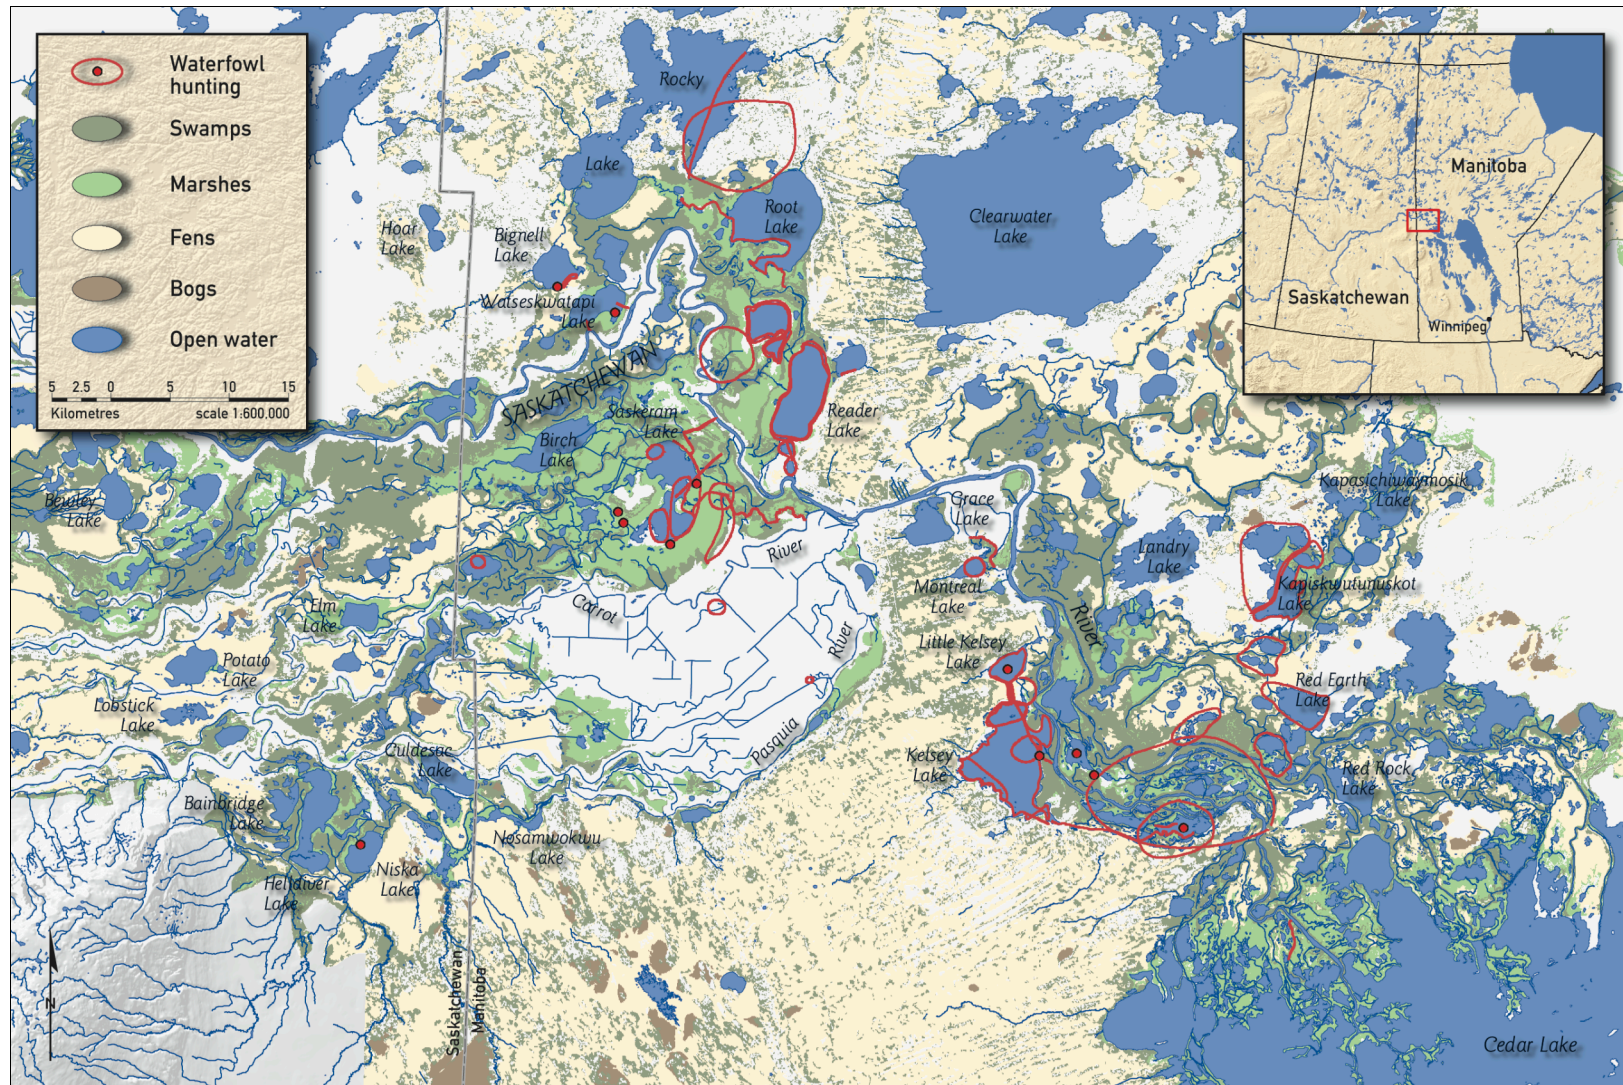 Waterfowl
hunting
Swamps
Marshes
Fens
Bogs
Open water
5 2.5 0 5 10 15
Kilometres scale 1:600,000
Manitoba
Saskatchewan
Winnipeg
Rocky
Lake
Root
Lake
Clearwater
Lake
Hoar
Lake
Bignell
Lake
Watseskwatapi
Lake
SASKATCHEWAN
Saskeram
Lake
Birch
Lake
Reader
Lake
Bewley
Lake
Grace
Lake
Kapasichiwaymosik
Lake
Landry
Lake
River
Montreal
Lake
Kapiskwutunuskot
Lake
Carrot
Elm
Lake
River
River
Little Kelsey
Lake
Potato
Lake
Red Earth
Lake
Lobstick
Lake
Pasquia
Culdesac
Lake
Kelsey
Lake
Red Rock
Lake
Bainbridge
Lake
Nosamwokwu
Lake
Niska
Lake
Helldiver
Lake
Saskatchewan
Manitoba
N
Cedar Lake